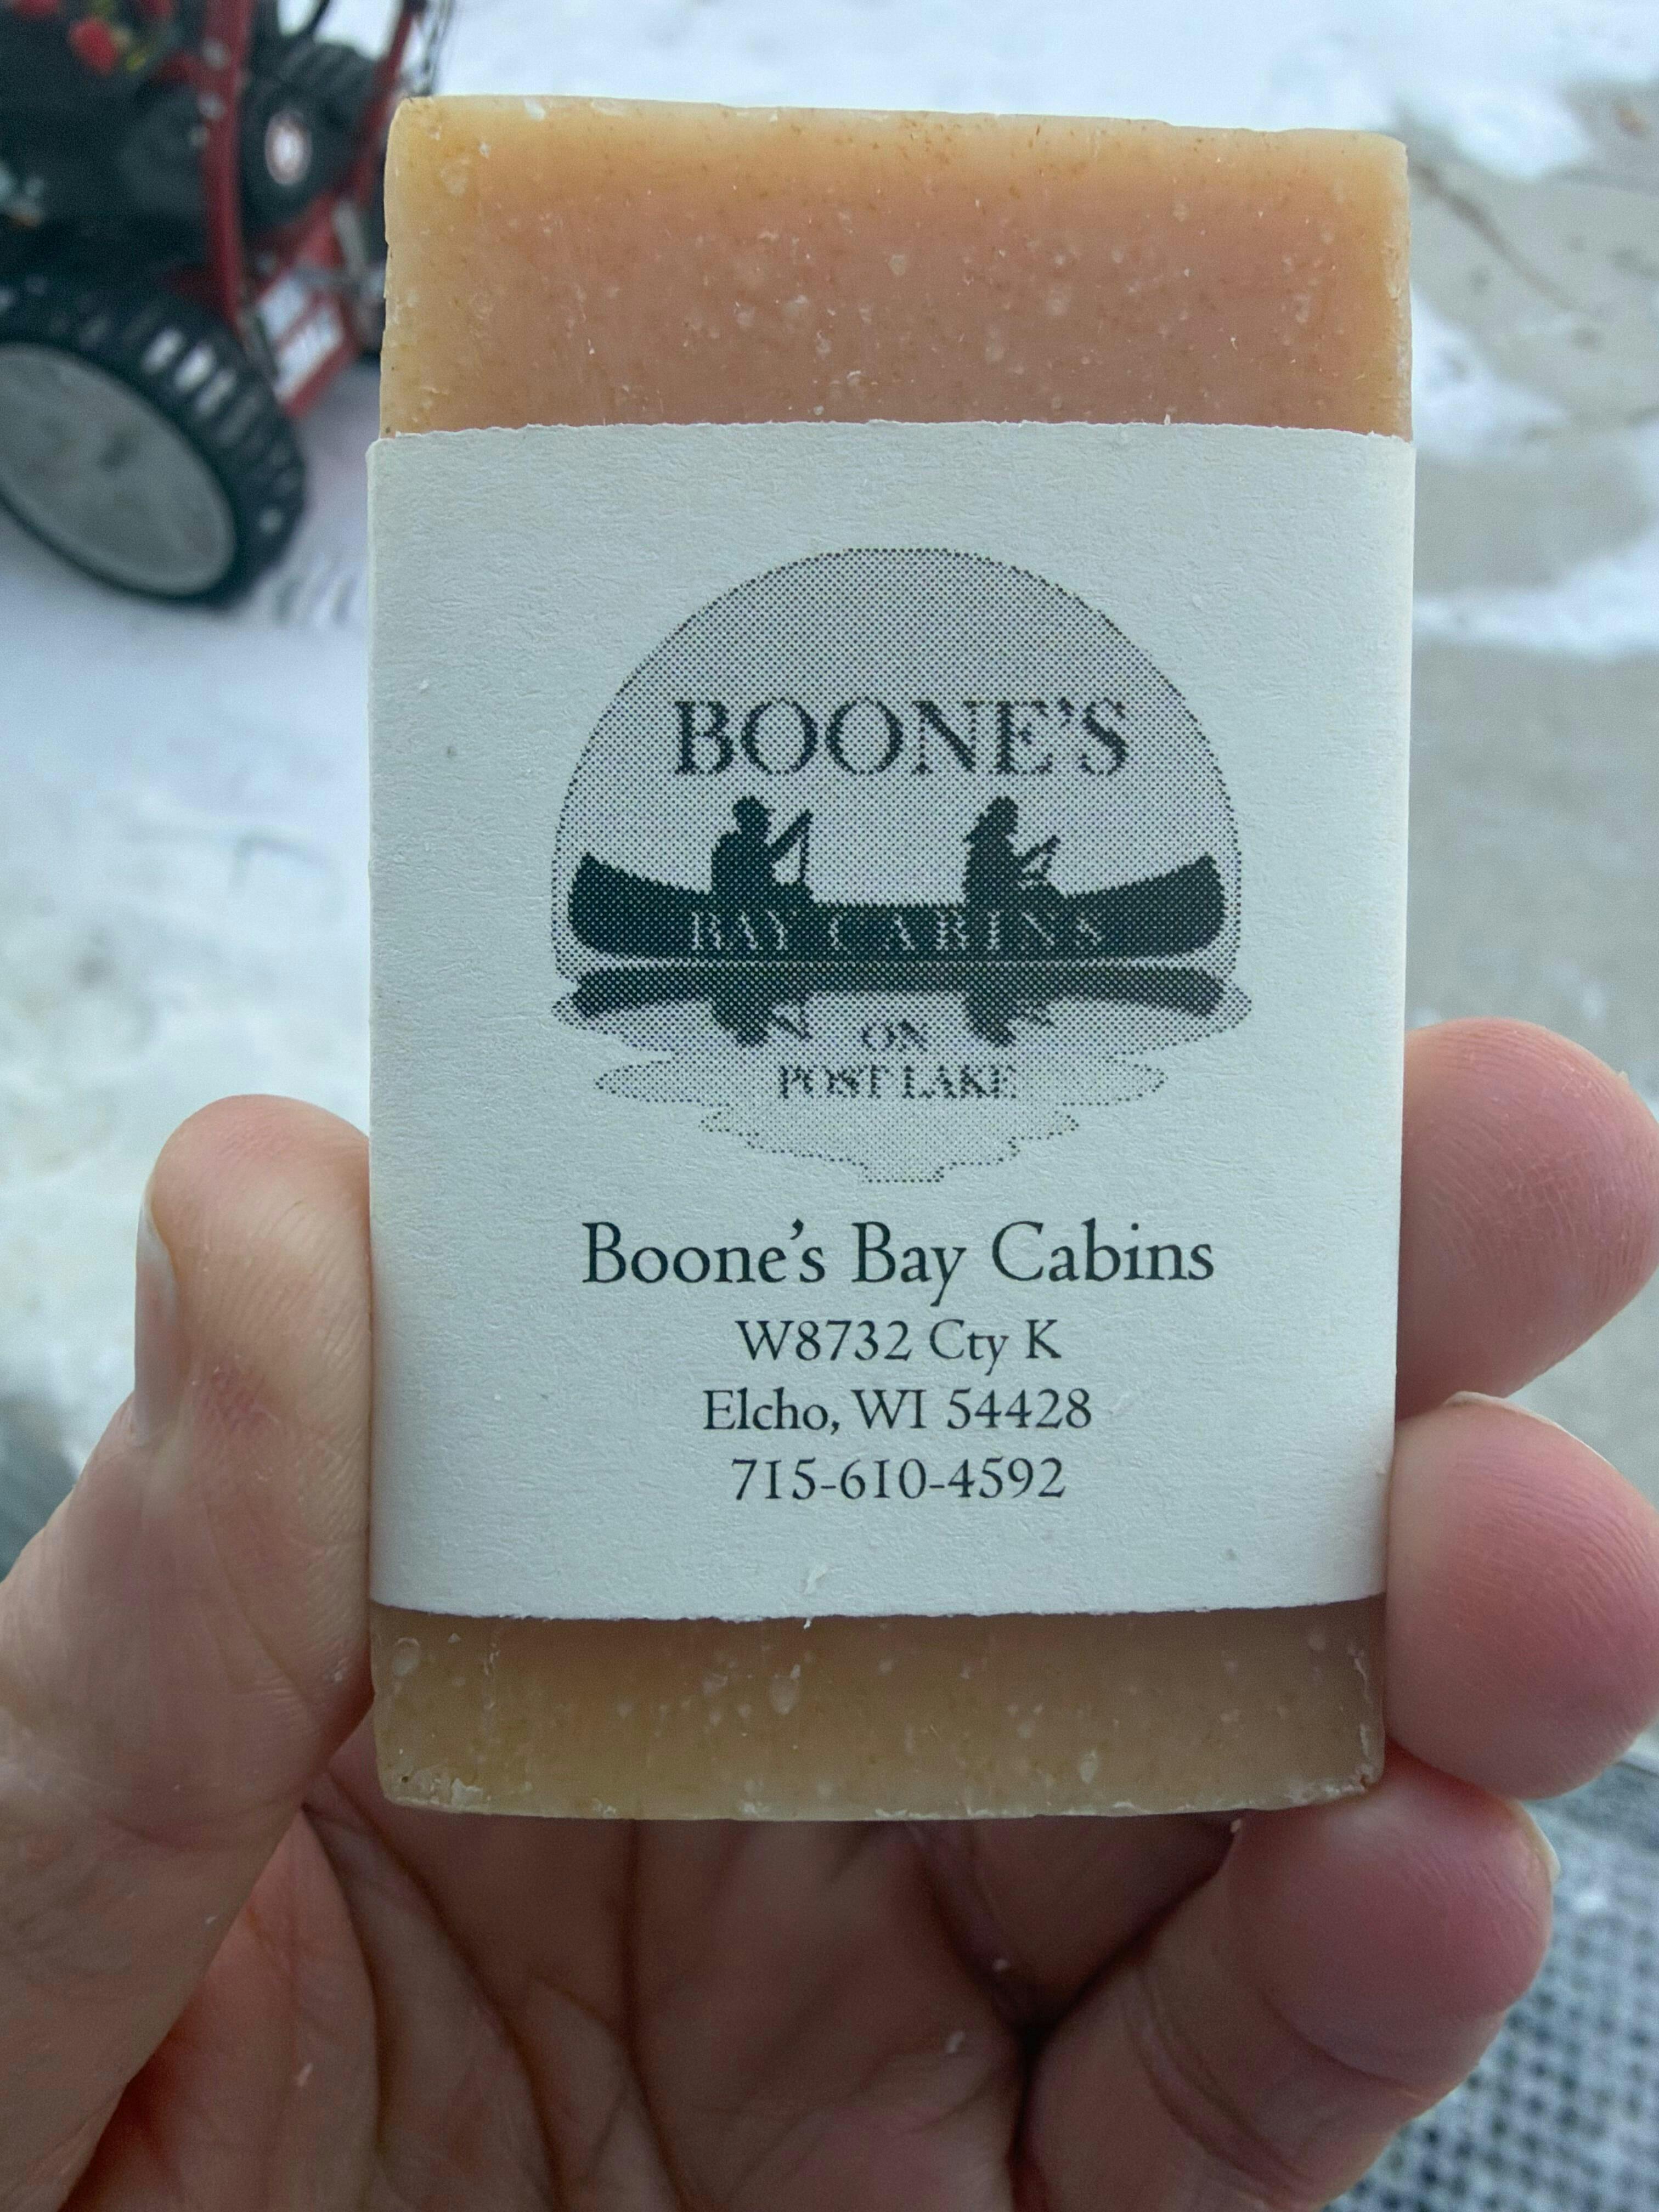 BOONE'S
BAY CABINS
ON
POST LAKE
Boone's Bay Cabins
W8732 Cty K
Elcho, WI 54428
715-610-4592